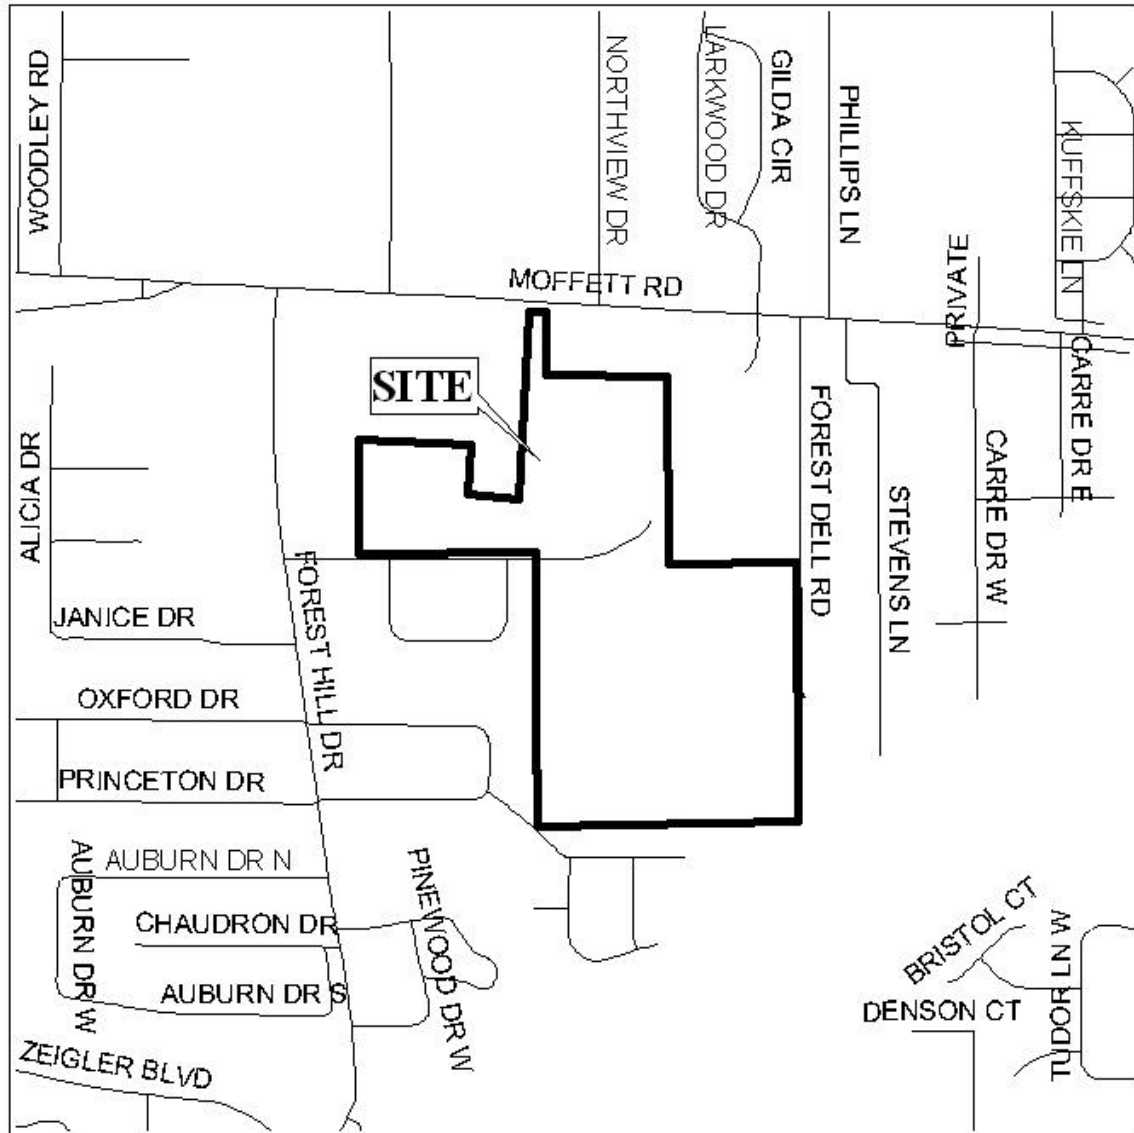 WOODLEY RD
NORTHVIEW DR
LARKWOOD DR
GILDA CIR
PHILLIPS LN
KUFFSKIE LN
PRIVATE
MOFFETT RD
SITE
CARRE DR E
ALICIA DR
FOREST DELL RD
CARRE DR W
STEVENS LN
JANICE DR
FOREST HILL DR
OXFORD DR
PRINCETON DR
AUBURN DR N
AUBURN DR W
CHAUDRON DR
PINEWOOD DR W
AUBURN DR S
BRISTOL CT
TUDOR LN W
DENSON CT
ZEIGLER BLVD